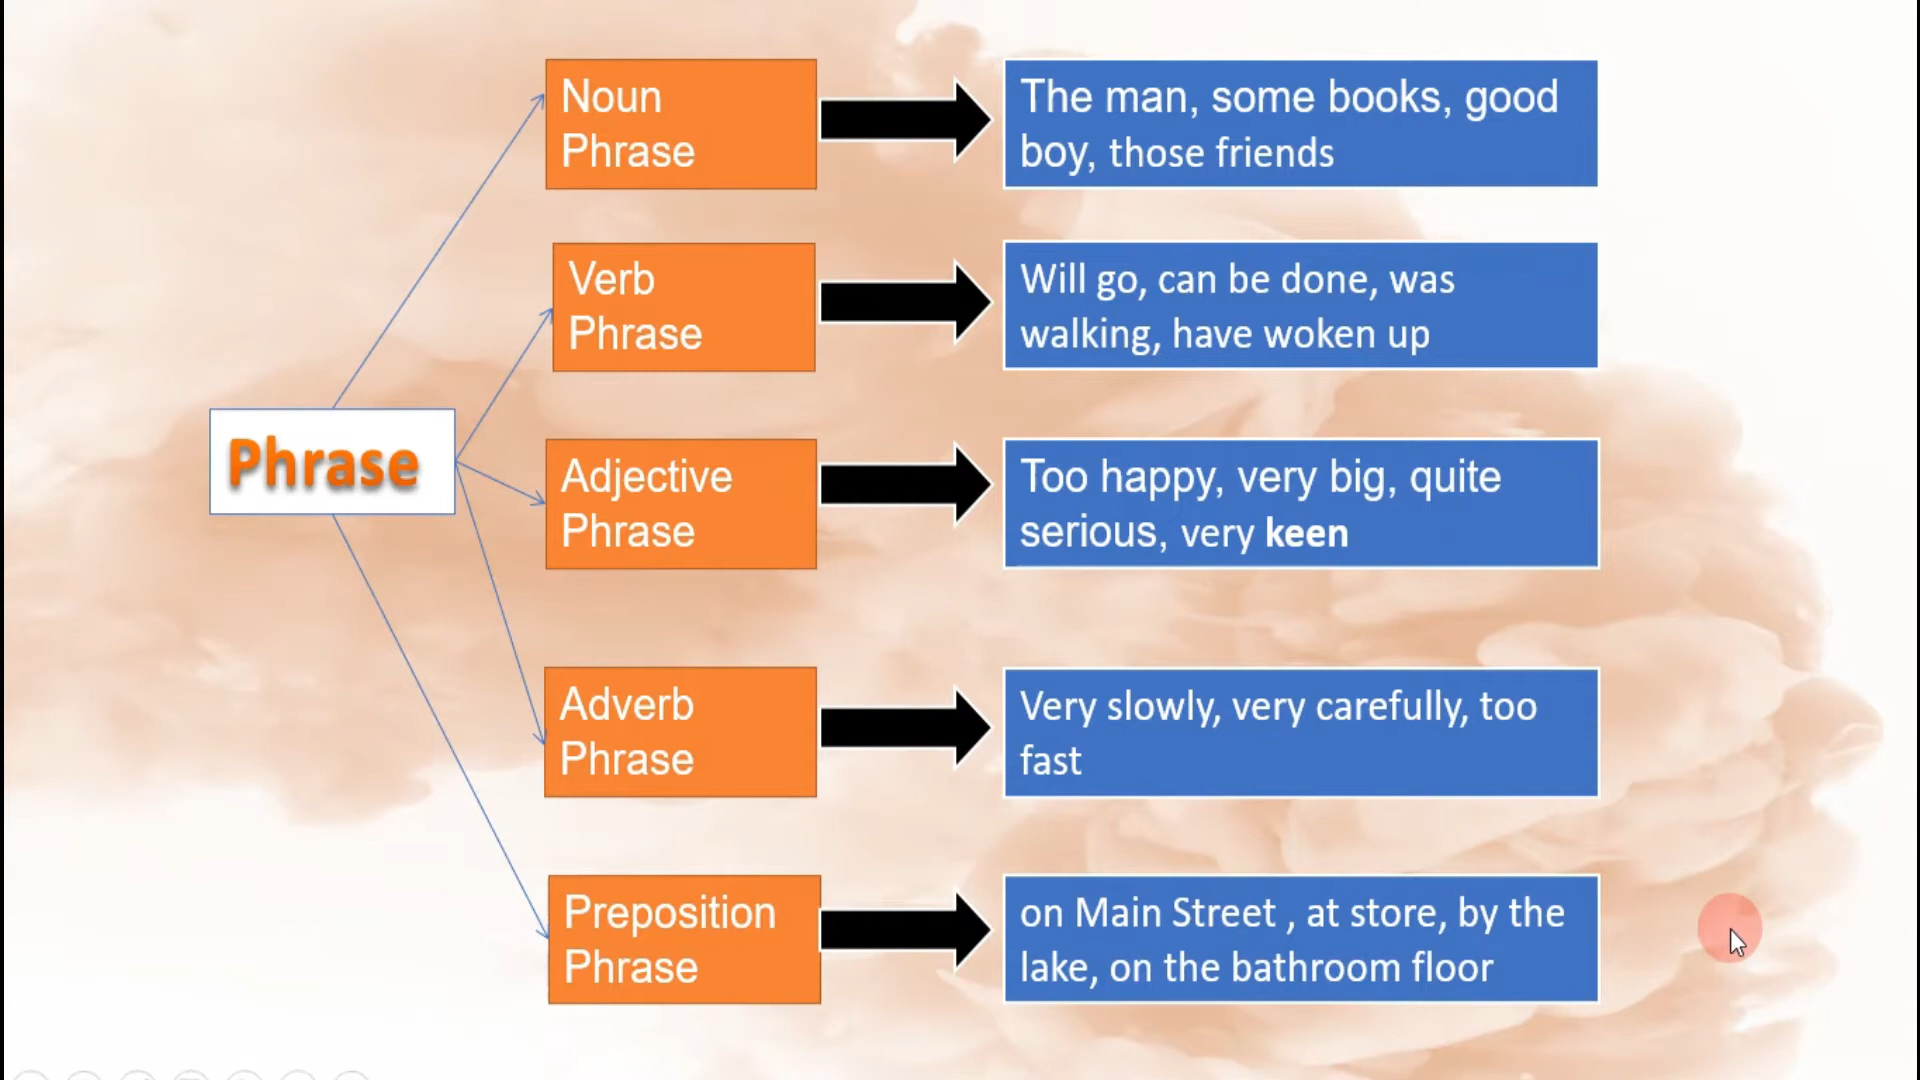 Phrase
Noun
Phrase
The man, some books, good
boy, those friends
Verb
Phrase
Will go, can be done, was
walking, have woken up
Adjective
Phrase
Too happy, very big, quite
serious, very keen
Adverb
Phrase
Very slowly, very carefully, too
fast
Preposition
Phrase
on Main Street , at store, by the
lake, on the bathroom floor